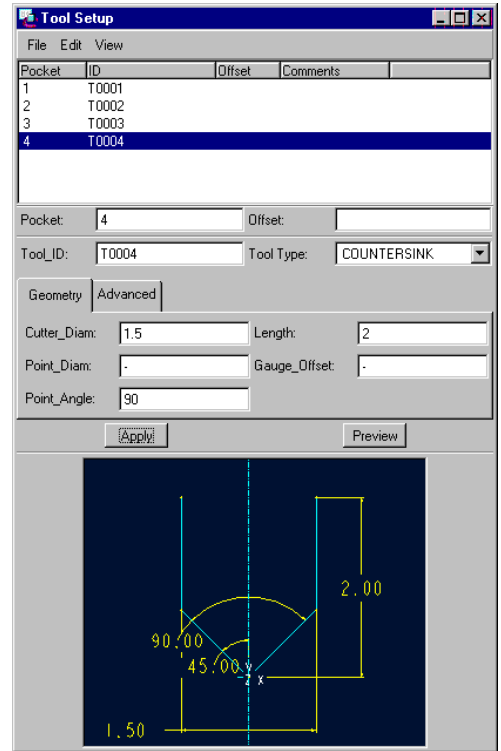 Tool Setup
File Edit View
Pocket ID Offset Comments
1 T0001
2 T0002
3 T0003
4 T0004
Pocket: 4 Offset:
Tool_ID: T0004 Tool Type: COUNTERSINK
Geometry Advanced
Cutter_Diam: 1.5 Length: 2
Point_Diam: - Gauge_Offset: -
Point_Angle: 90
Apply Preview
2.00
90.00
45.00 Y
Z X
1.50